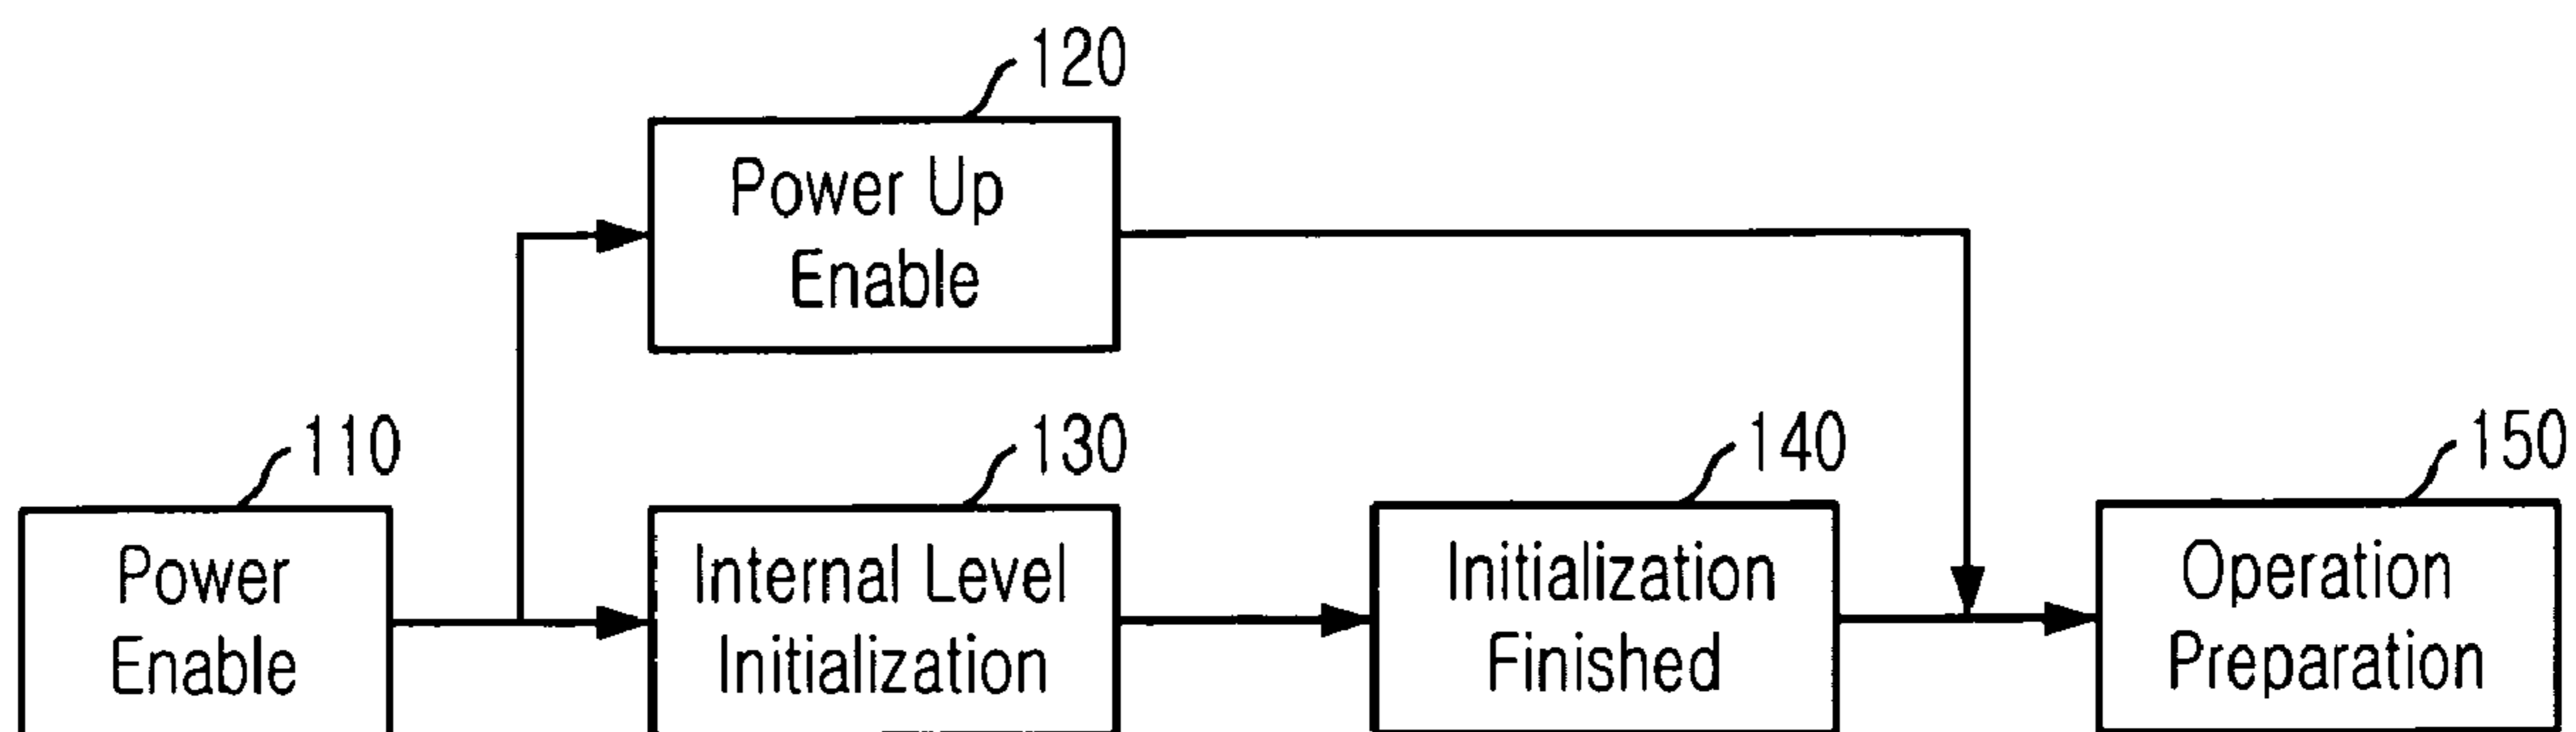 120
Power Up
Enable
110
Power
Enable
130
Internal Level
Initialization
140
Initialization
Finished
150
Operation
Preparation